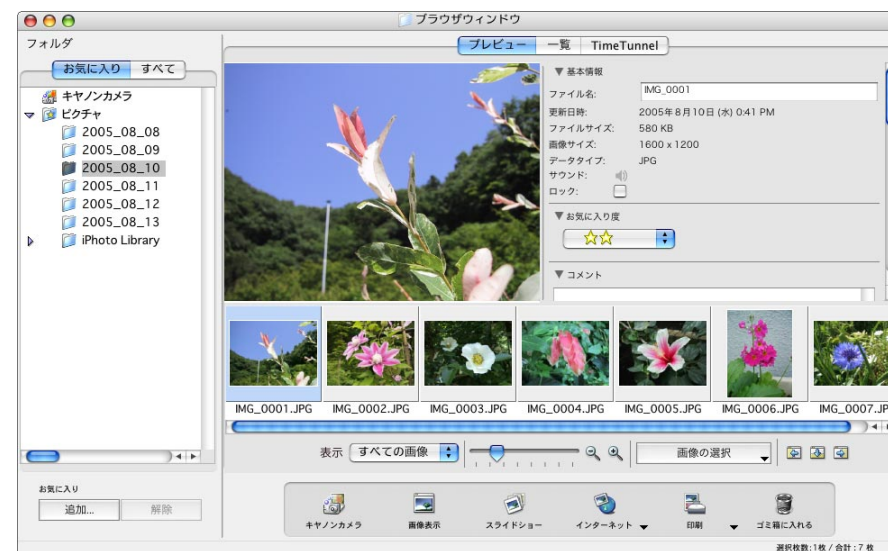 ブラウザウィンドウ
フォルダ
お気に入り すべて
キヤノンカメラ
ピクチャ
2005_08_08
2005_08_09
2005_08_10
2005_08_11
2005_08_12
2005_08_13
iPhoto Library
お気に入り
追加... 解除
プレビュー 一覧 TimeTunnel
基本情報
ファイル名: IMG_0001
更新日時: 2005年8月10日 (水) 0:41 PM
ファイルサイズ: 580 KB
画像サイズ: 1600 x 1200
データタイプ: JPG
サウンド:
ロック:
お気に入り度
コメント
IMG_0001.JPG IMG_0002.JPG IMG_0003.JPG IMG_0004.JPG IMG_0005.JPG IMG_0006.JPG IMG_0007.JP
表示 すべての画像 画像の選択
キヤノンカメラ 画像表示 スライドショー インターネット 印刷 ゴミ箱に入れる
選択枚数:1枚 / 合計:7 枚